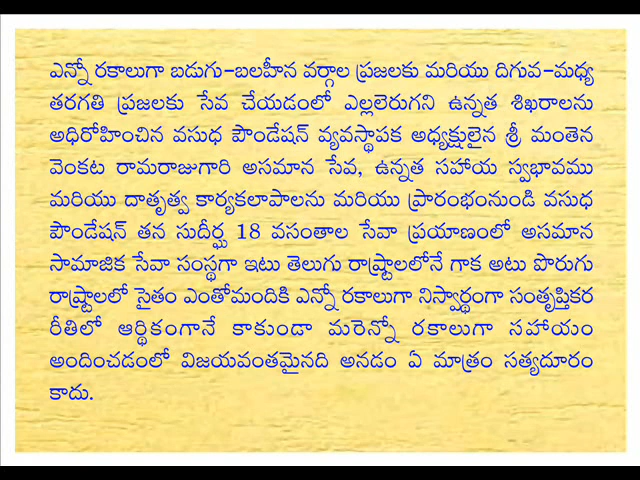 ఎన్నో రకాలుగా బడుగు-బలహీన వర్గాల ప్రజలకు మరియు దిగువ-మధ్య
తరగతి ప్రజలకు సేవ చేయడంలో ఎల్లలెరుగని ఉన్నత శిఖరాలను
అధిరోహించిన వసుధ ఫౌండేషన్ వ్యవస్థాపక అధ్యక్షులైన శ్రీ మంతెన
వెంకట రామరాజుగారి అసమాన సేవ, ఉన్నత సహాయ స్వభావము
మరియు దాతృత్వ కార్యకలాపాలను మరియు ప్రారంభంనుండి వసుధ
ఫౌండేషన్ తన సుదీర్ఘ 18 వసంతాల సేవా ప్రయాణంలో అసమాన
సామాజిక సేవా సంస్థగా ఇటు తెలుగు రాష్ట్రాలలోనే గాక అటు పొరుగు
రాష్ట్రాలలో సైతం ఎంతోమందికి ఎన్నో రకాలుగా నిస్వార్థంగా సంతృప్తికర
రీతిలో ఆర్థికంగానే కాకుండా మరెన్నో రకాలుగా సహాయం
అందించడంలో విజయవంతమైనది అనడం ఏ మాత్రం సత్యదూరం
కాదు.